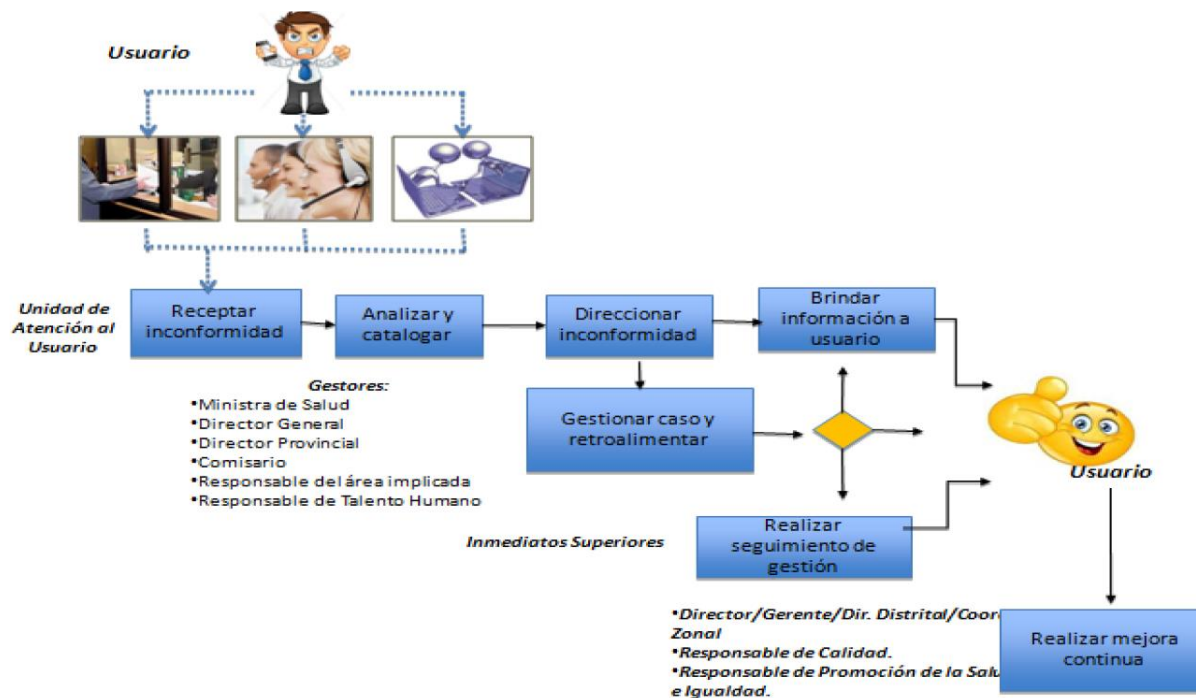 Usuario
Unidad de
Atención al
Usuario
Receptar
inconformidad
Analizar y
catalogar
Direccionar
inconformidad
Brindar
información a
usuario
Gestores:
•Ministra de Salud
•Director General
•Director Provincial
•Comisario
•Responsable del área implicada
•Responsable de Talento Humano
Gestionar caso y
retroalimentar
Usuario
Inmediatos Superiores
Realizar
seguimiento de
gestión
•Director/Gerente/Dir. Distrital/Coor
Zonal
•Responsable de Calidad.
•Responsable de Promoción de la Salu
e Igualdad.
Realizar mejora
continua